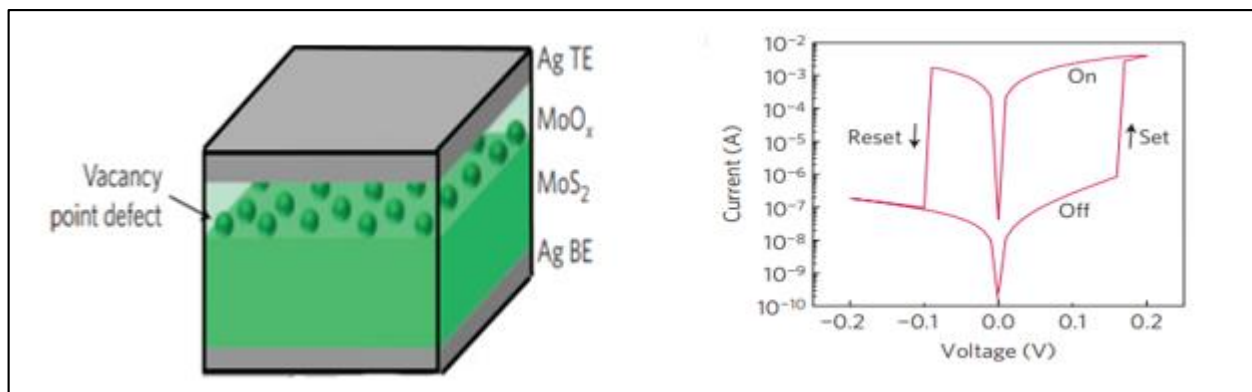 Ag TE
MoOₓ
MoS₂
Ag BE
Vacancy
point defect
10⁻²
10⁻³
10⁻⁴
10⁻⁵
10⁻⁶
10⁻⁷
10⁻⁸
10⁻⁹
10⁻¹⁰
Current (A)
On
Reset ↓
↑ Set
Off
−0.2 −0.1 0.0 0.1 0.2
Voltage (V)